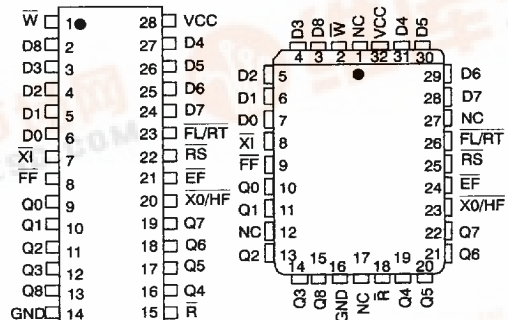 W 1 28 VCC
D8 2 27 D4
D3 3 26 D5
D2 4 25 D6
D1 5 24 D7
D0 6 23 FL/RT
XI 7 22 RS
FF 8 21 EF
Q0 9 20 X0/HF
Q1 10 19 Q7
Q2 11 18 Q6
Q3 12 17 Q5
Q8 13 16 Q4
GND 14 15 R
D3 D8 W NC VCC D4 D5
4 3 2 1 32 31 30
D2 5 29 D6
D1 6 28 D7
D0 7 27 NC
XI 8 26 FL/RT
FF 9 25 RS
Q0 10 24 EF
Q1 11 23 X0/HF
NC 12 22 Q7
Q2 13 21 Q6
14 15 16 17 18 19 20
Q3 Q8 GND NC R Q4 Q5